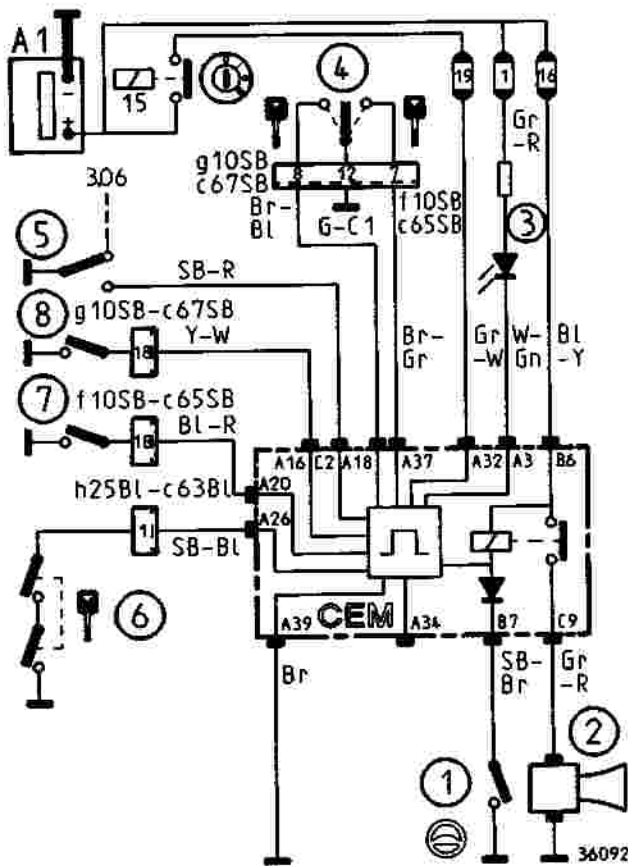 A1
-
+
15
4
19
1
16
Gr
-R
g10SB
c67SB
8
12
7
f10SB
c65SB
Br-
Bl
G-C1
3.06
5
SB-R
3
8
g10SB-c67SB
18
Y-W
Br-
Gr
Gr
-W
W-
Gn
Bl
-Y
7
f10SB-c65SB
18
Bl-R
A16
C2
A18
A37
A32
A3
B6
h25Bl-c63Bl
A20
11
SB-Bl
A26
6
CEM
A39
A34
B7
C9
Br
SB-
Br
Gr
-R
1
2
36092